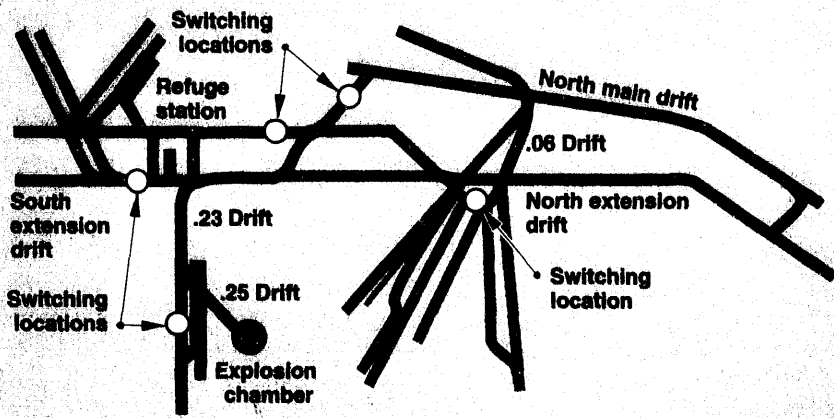 Switching
locations
Refuge
station
North main drift
.06 Drift
South
extension
drift
.23 Drift
North extension
drift
Switching
locations
.25 Drift
Switching
location
Explosion
chamber